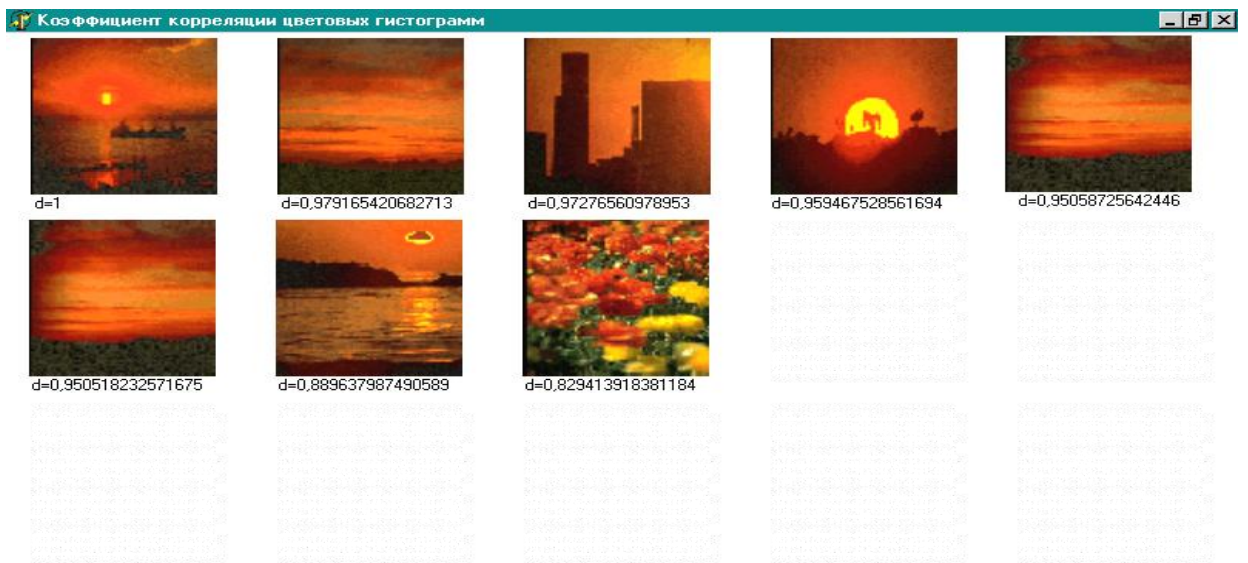 Коэффициент корреляции цветовых гистограмм
d=1
d=0,979165420682713
d=0,97276560978953
d=0,959467528561694
d=0,95058725642446
d=0,950518232571675
d=0,889637987490589
d=0,829413918381184